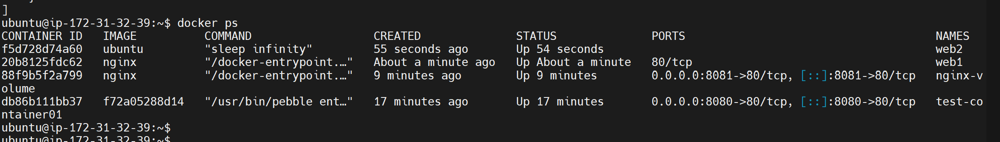 ]
ubuntu@ip-172-31-32-39:~$ docker ps
CONTAINER ID   IMAGE          COMMAND                  CREATED              STATUS              PORTS                                     NAMES
f5d728d74a60   ubuntu         "sleep infinity"         55 seconds ago       Up 54 seconds                                                 web2
20b8125fdc62   nginx          "/docker-entrypoint.…"   About a minute ago   Up About a minute   80/tcp                                    web1
88f9b5f2a799   nginx          "/docker-entrypoint.…"   9 minutes ago        Up 9 minutes        0.0.0.0:8081->80/tcp, [::]:8081->80/tcp   nginx-v
olume
db86b111bb37   f72a05288d14   "/usr/bin/pebble ent…"   17 minutes ago       Up 17 minutes       0.0.0.0:8080->80/tcp, [::]:8080->80/tcp   test-co
ntainer01
ubuntu@ip-172-31-32-39:~$
ubuntu@ip-172-31-32-39:~$